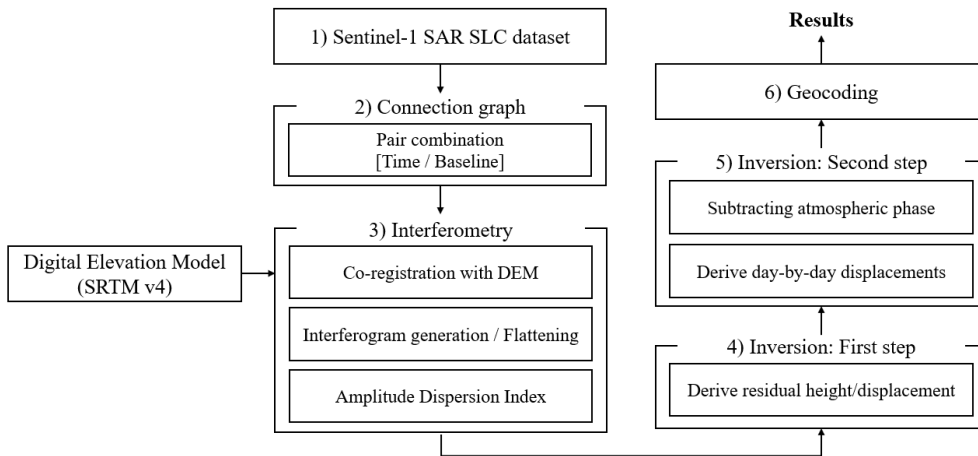 1) Sentinel-1 SAR SLC dataset
2) Connection graph
Pair combination
[Time / Baseline]
3) Interferometry
Digital Elevation Model
(SRTM v4)
Co-registration with DEM
Interferogram generation / Flattening
Amplitude Dispersion Index
4) Inversion: First step
Derive residual height/displacement
5) Inversion: Second step
Subtracting atmospheric phase
Derive day-by-day displacements
6) Geocoding
Results